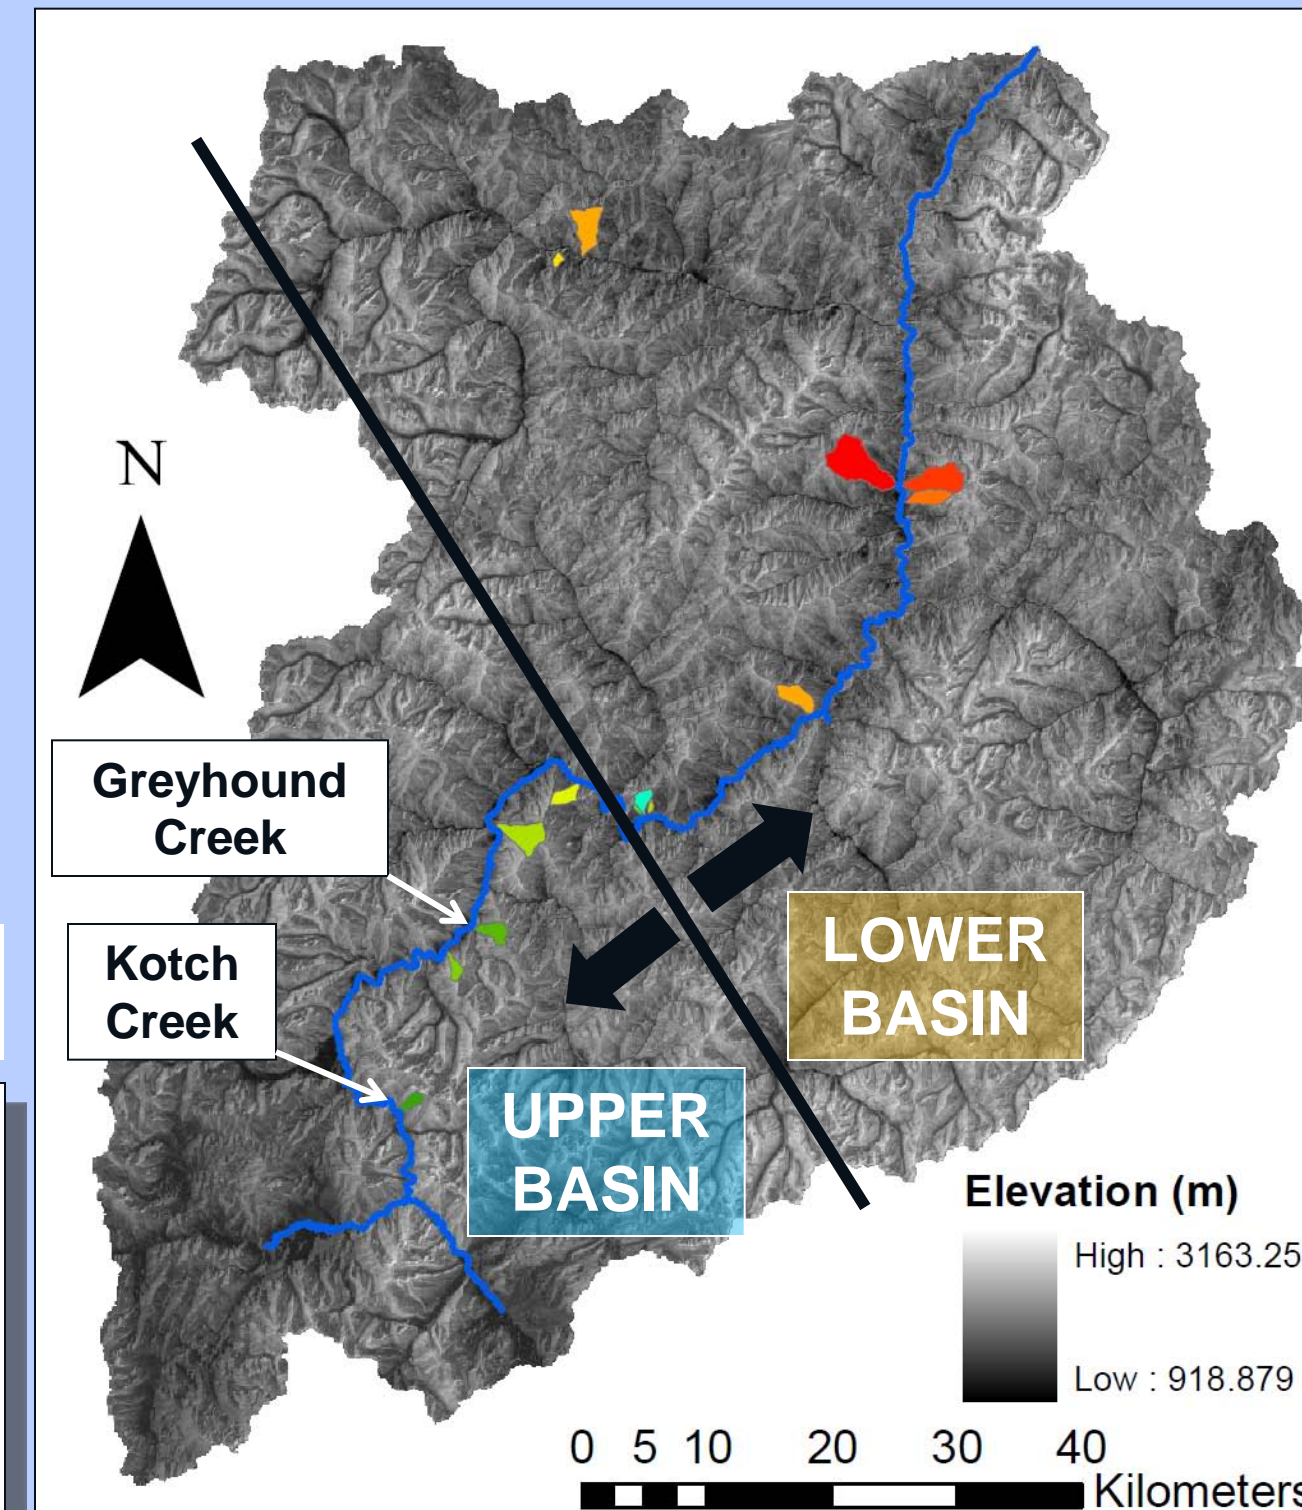 N
Greyhound
Creek
Kotch
Creek
LOWER
BASIN
UPPER
BASIN
Elevation (m)
High : 3163.25
Low : 918.879
0 5 10 20 30 40
Kilometers